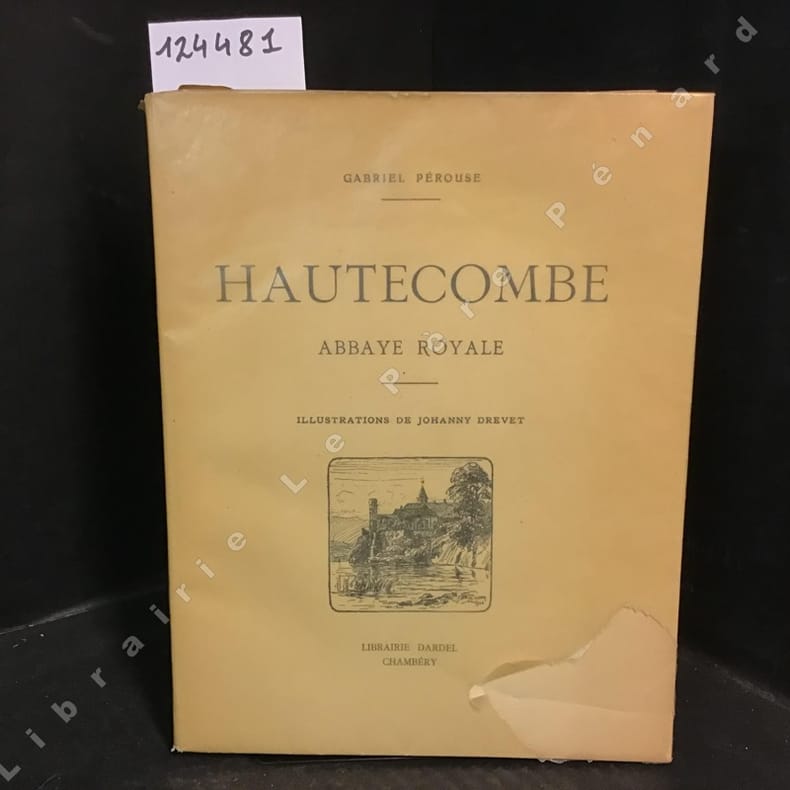 124481
GABRIEL PÉROUSE
HAUTECOMBE
ABBAYE ROYALE
ILLUSTRATIONS DE JOHANNY DREVET
LIBRAIRIE DARDEL
CHAMBÉRY
Librairie Le Père Pénard